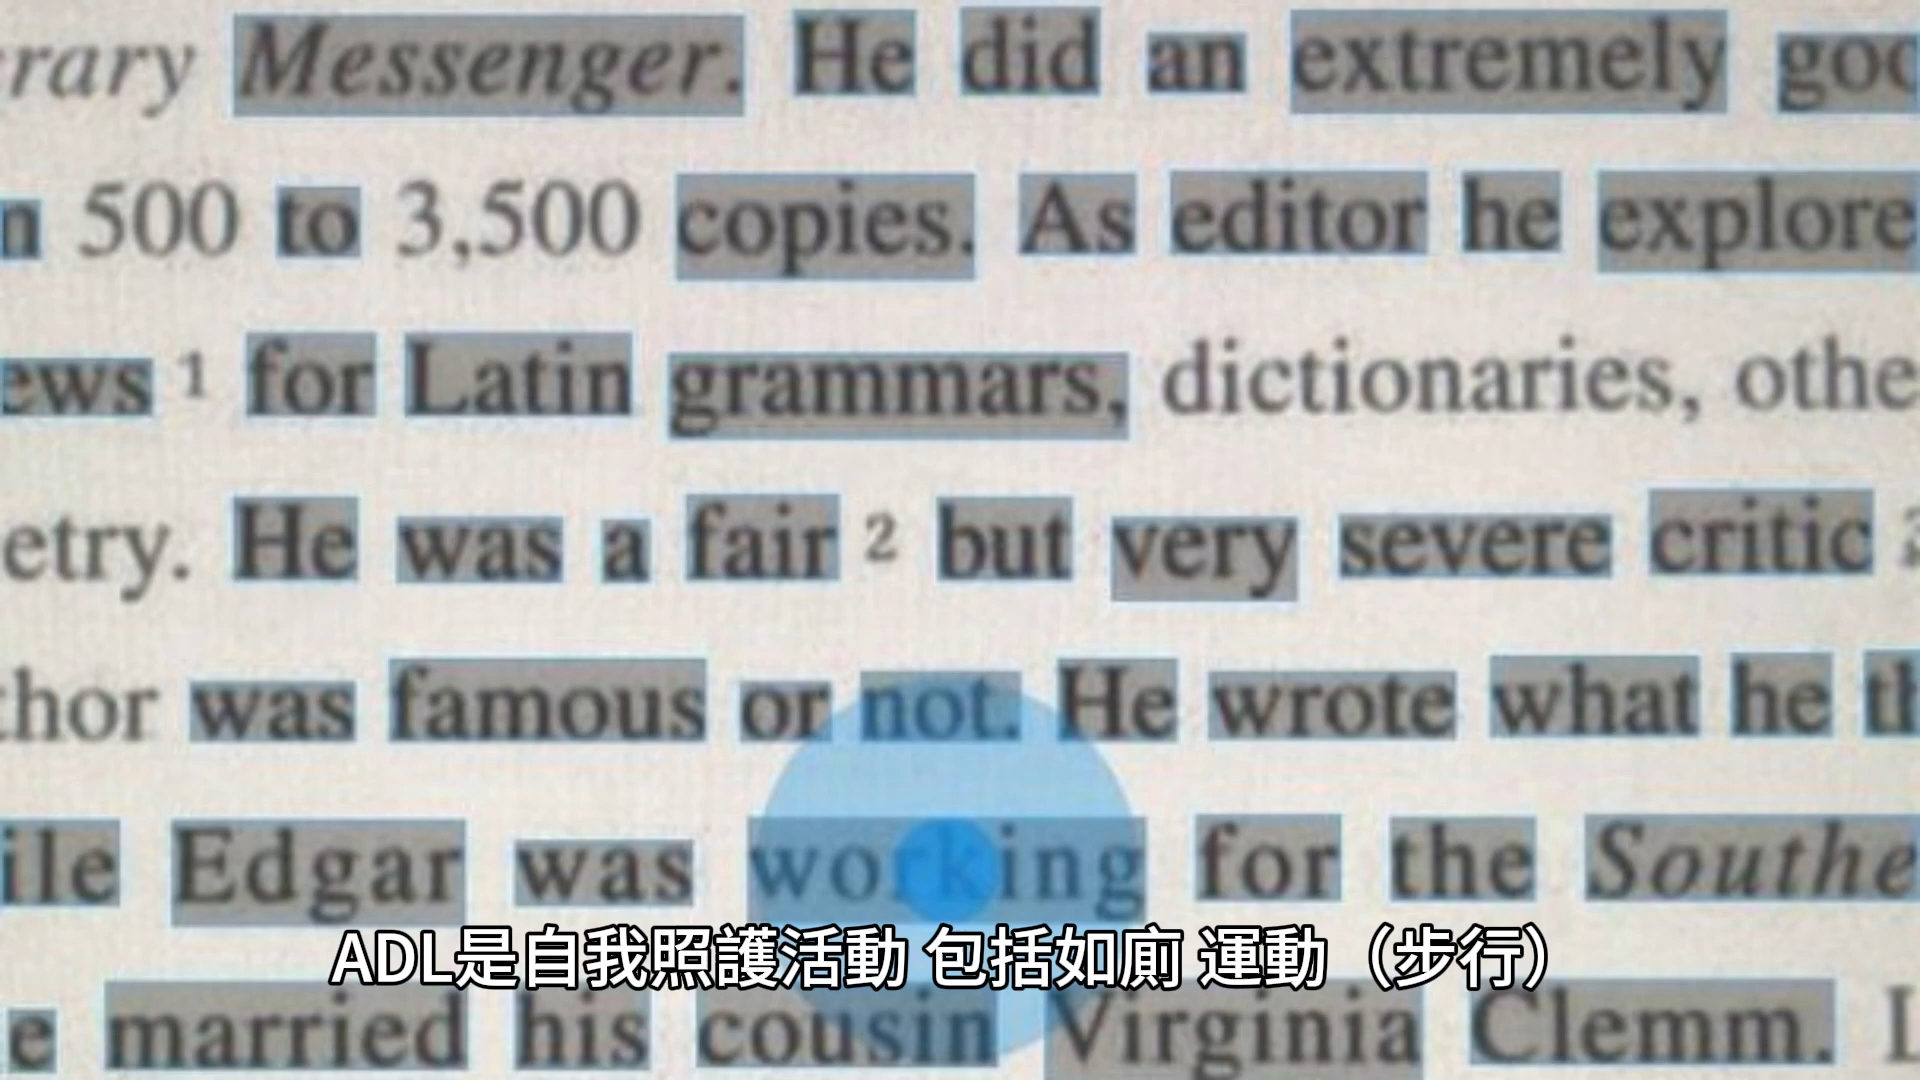 rary Messenger. He did an extremely goo
n 500 to 3,500 copies. As editor he explore
ews ¹ for Latin grammars, dictionaries, othe
etry. He was a fair ² but very severe critic
thor was famous or not. He wrote what he th
ile Edgar was working for the Southe
ADL是自我照護活動 包括如廁 運動（步行）
e married his cousin Virginia Clemm. L